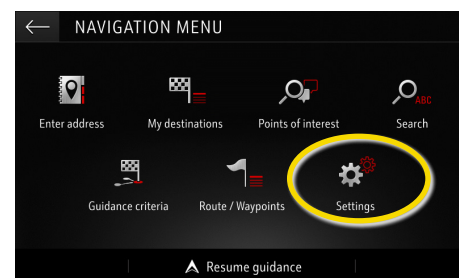 NAVIGATION MENU
ABC
Enter address My destinations Points of interest Search
Guidance criteria Route / Waypoints Settings
Resume guidance